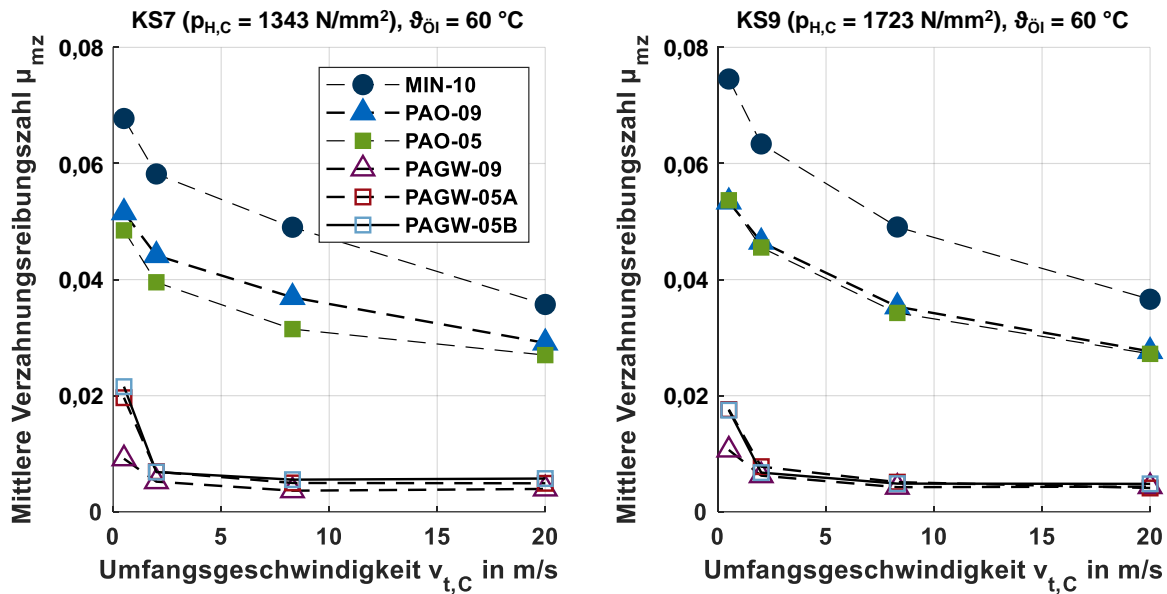 KS7 (pH,C = 1343 N/mm²), ϑÖl = 60 °C
Mittlere Verzahnungsreibungszahl μmz
0,08
0,06
0,04
0,02
0
0
5
10
15
20
Umfangsgeschwindigkeit vt,C in m/s
MIN-10
PAO-09
PAO-05
PAGW-09
PAGW-05A
PAGW-05B
KS9 (pH,C = 1723 N/mm²), ϑÖl = 60 °C
Mittlere Verzahnungsreibungszahl μmz
0,08
0,06
0,04
0,02
0
0
5
10
15
20
Umfangsgeschwindigkeit vt,C in m/s